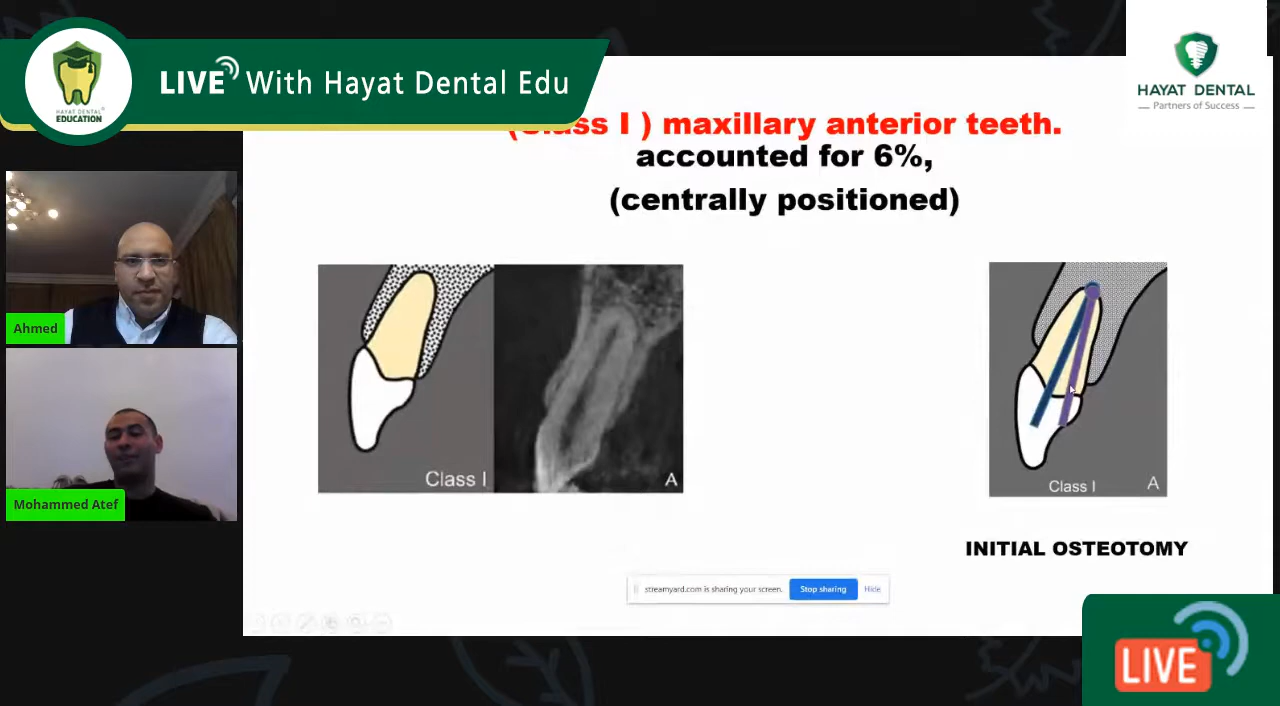 LIVE With Hayat Dental Edu
HAYAT DENTAL
EDUCATION
HAYAT DENTAL
Partners of Success
(Class I ) maxillary anterior teeth.
accounted for 6%,
(centrally positioned)
Ahmed
Mohammed Atef
Class I
A
Class I
A
INITIAL OSTEOTOMY
streamyard.com is sharing your screen.
Stop sharing
Hide
LIVE